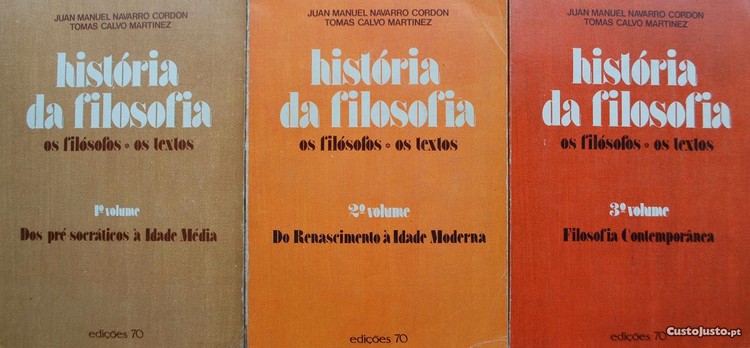 JUAN MANUEL NAVARRO CORDON
TOMAS CALVO MARTINEZ
história
da filosofia
os filósofos • os textos
1º volume
Dos pré socráticos à Idade Média
edições 70
JUAN MANUEL NAVARRO CORDON
TOMAS CALVO MARTINEZ
história
da filosofia
os filósofos • os textos
2º volume
Do Renascimento à Idade Moderna
edições 70
JUAN MANUEL NAVARRO CORDON
TOMAS CALVO MARTINEZ
história
da filosofia
os filósofos • os textos
3º volume
Filosofia Contemporânea
edições 70
CustoJusto.pt